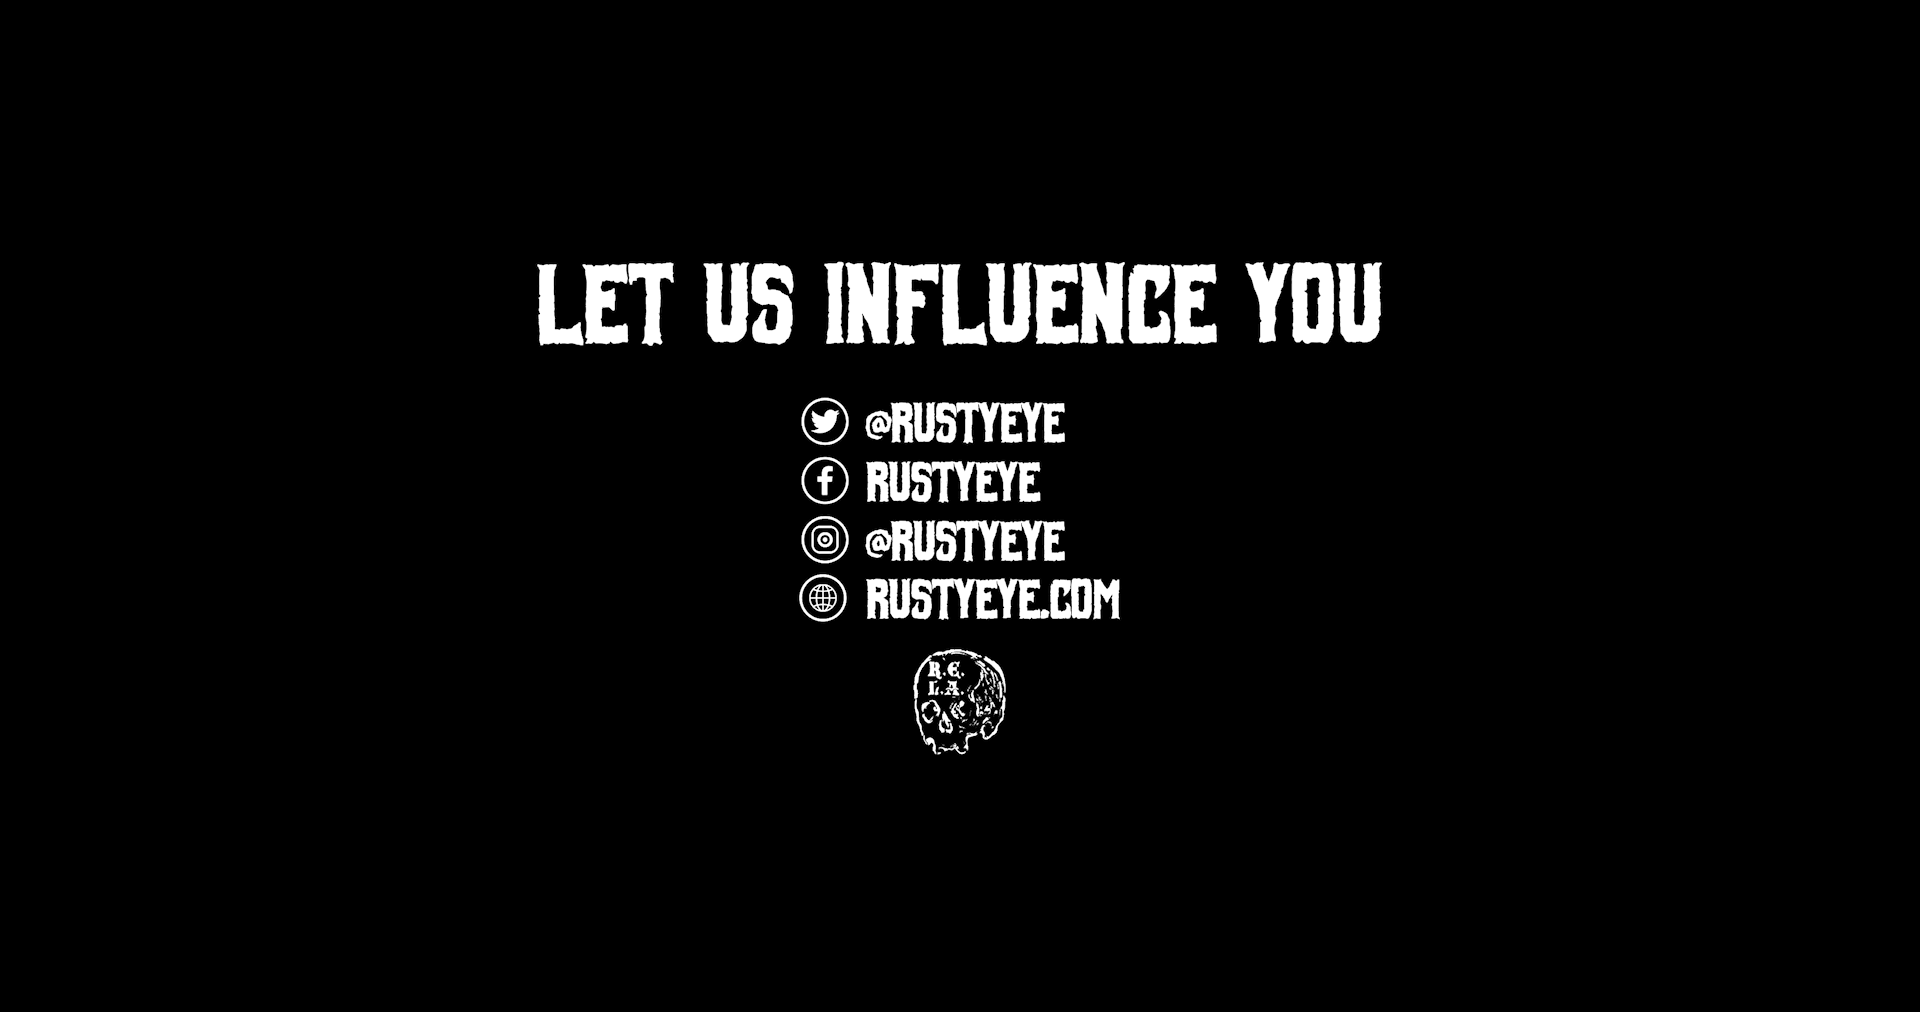 LET US INFLUENCE YOU
@RUSTYEYE
RUSTYEYE
@RUSTYEYE
RUSTYEYE.COM
R.E.
L.A.